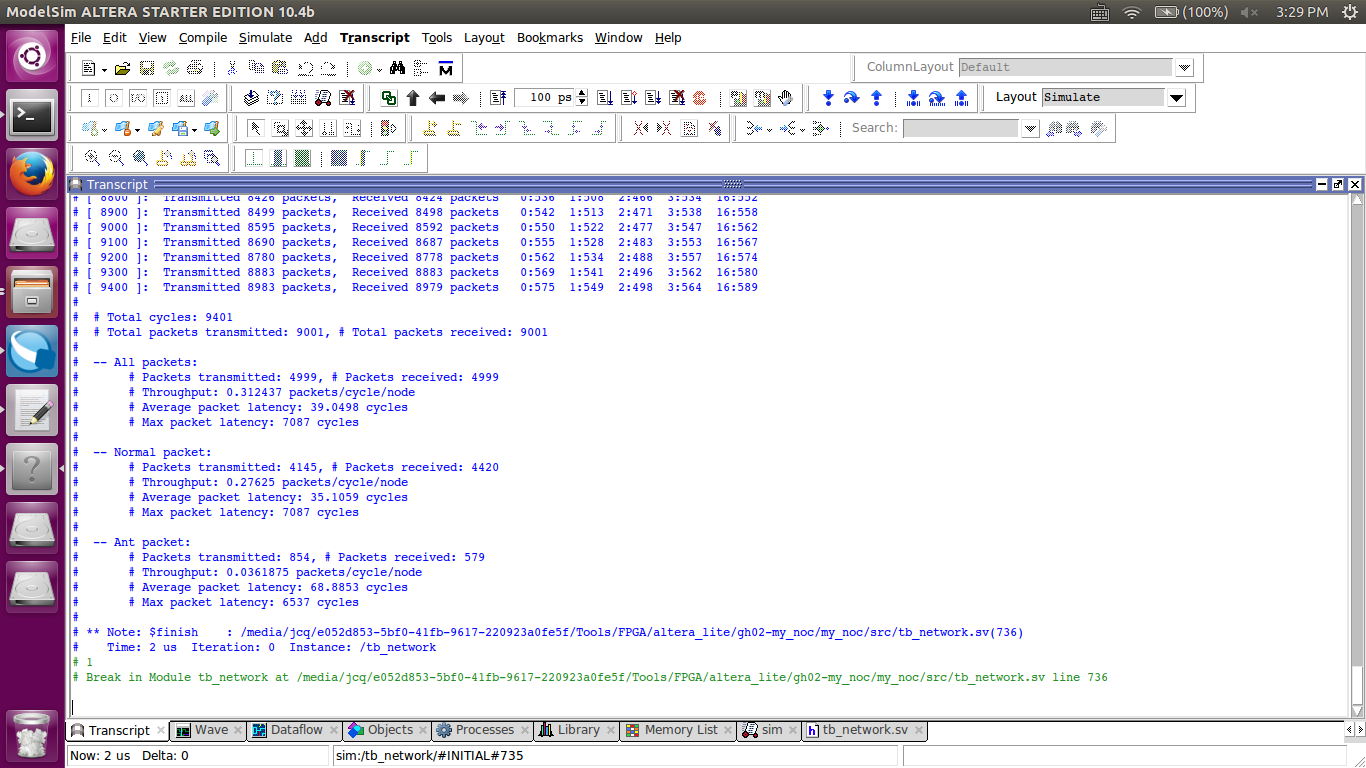 ModelSim ALTERA STARTER EDITION 10.4b
(100%)
3:29 PM
File Edit View Compile Simulate Add Transcript Tools Layout Bookmarks Window Help
ColumnLayout Default
100 ps
Layout Simulate
Search:
Transcript
# [ 8800 ]:  Transmitted 8426 packets,  Received 8424 packets   0:536  1:508  2:466  3:534  16:552
# [ 8900 ]:  Transmitted 8499 packets,  Received 8498 packets   0:542  1:513  2:471  3:538  16:558
# [ 9000 ]:  Transmitted 8595 packets,  Received 8592 packets   0:550  1:522  2:477  3:547  16:562
# [ 9100 ]:  Transmitted 8690 packets,  Received 8687 packets   0:555  1:528  2:483  3:553  16:567
# [ 9200 ]:  Transmitted 8780 packets,  Received 8778 packets   0:562  1:534  2:488  3:557  16:574
# [ 9300 ]:  Transmitted 8883 packets,  Received 8883 packets   0:569  1:541  2:496  3:562  16:580
# [ 9400 ]:  Transmitted 8983 packets,  Received 8979 packets   0:575  1:549  2:498  3:564  16:589
#
#  # Total cycles: 9401
#  # Total packets transmitted: 9001, # Total packets received: 9001
#
#  -- All packets:
#       # Packets transmitted: 4999, # Packets received: 4999
#       # Throughput: 0.312437 packets/cycle/node
#       # Average packet latency: 39.0498 cycles
#       # Max packet latency: 7087 cycles
#
#  -- Normal packet:
#       # Packets transmitted: 4145, # Packets received: 4420
#       # Throughput: 0.27625 packets/cycle/node
#       # Average packet latency: 35.1059 cycles
#       # Max packet latency: 7087 cycles
#
#  -- Ant packet:
#       # Packets transmitted: 854, # Packets received: 579
#       # Throughput: 0.0361875 packets/cycle/node
#       # Average packet latency: 68.8853 cycles
#       # Max packet latency: 6537 cycles
#
# ** Note: $finish    : /media/jcq/e052d853-5bf0-41fb-9617-220923a0fe5f/Tools/FPGA/altera_lite/gh02-my_noc/my_noc/src/tb_network.sv(736)
#    Time: 2 us  Iteration: 0  Instance: /tb_network
# 1
# Break in Module tb_network at /media/jcq/e052d853-5bf0-41fb-9617-220923a0fe5f/Tools/FPGA/altera_lite/gh02-my_noc/my_noc/src/tb_network.sv line 736
Transcript Wave Dataflow Objects Processes Library Memory List sim tb_network.sv
Now: 2 us  Delta: 0
sim:/tb_network/#INITIAL#735